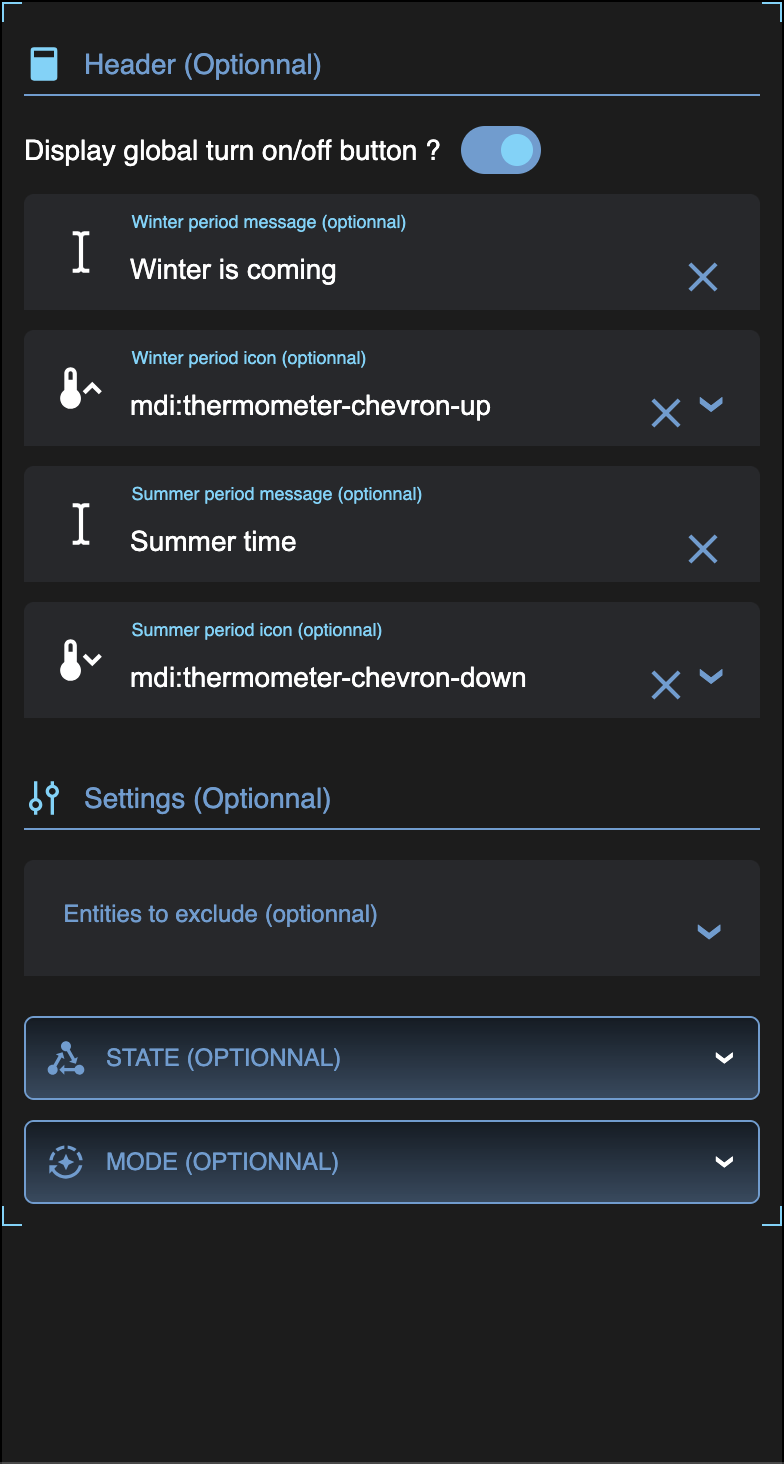 Header (Optionnal)
Display global turn on/off button ?
Winter period message (optionnal)
Winter is coming
Winter period icon (optionnal)
mdi:thermometer-chevron-up
Summer period message (optionnal)
Summer time
Summer period icon (optionnal)
mdi:thermometer-chevron-down
Settings (Optionnal)
Entities to exclude (optionnal)
STATE (OPTIONNAL)
MODE (OPTIONNAL)